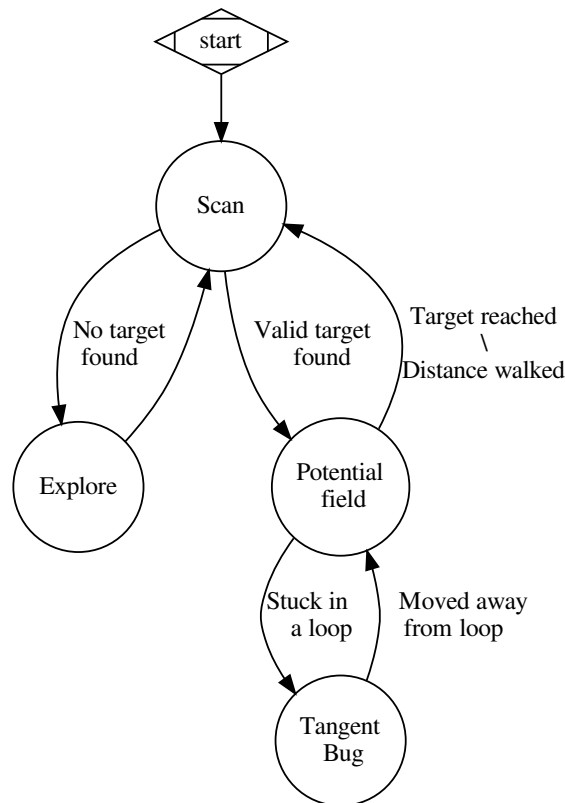 start
Scan
No target
found
Valid target
found
Target reached
\
Distance walked
Explore
Potential
field
Stuck in
a loop
Moved away
from loop
Tangent
Bug